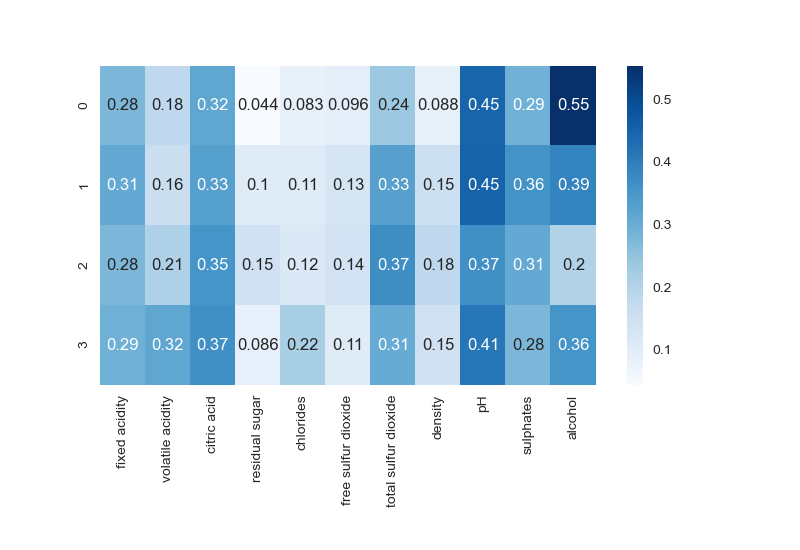 0 0.28 0.18 0.32 0.044 0.083 0.096 0.24 0.088 0.45 0.29 0.55
1 0.31 0.16 0.33 0.1 0.11 0.13 0.33 0.15 0.45 0.36 0.39
2 0.28 0.21 0.35 0.15 0.12 0.14 0.37 0.18 0.37 0.31 0.2
3 0.29 0.32 0.37 0.086 0.22 0.11 0.31 0.15 0.41 0.28 0.36
fixed acidity
volatile acidity
citric acid
residual sugar
chlorides
free sulfur dioxide
total sulfur dioxide
density
pH
sulphates
alcohol
0.5
0.4
0.3
0.2
0.1